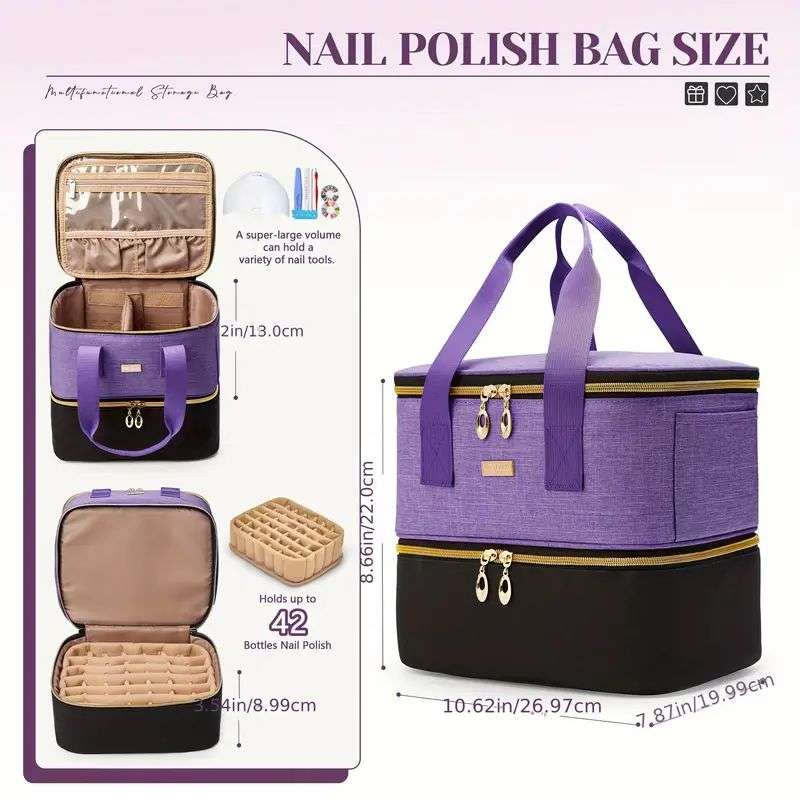 NAIL POLISH BAG SIZE
Multifunctional Storage Bag
A super-large volume
can hold a
variety of nail tools.
2in/13.0cm
8.66in/22.0cm
Holds up to
42
Bottles Nail Polish
3.54in/8.99cm
10.62in/26.97cm
7.87in/19.99cm